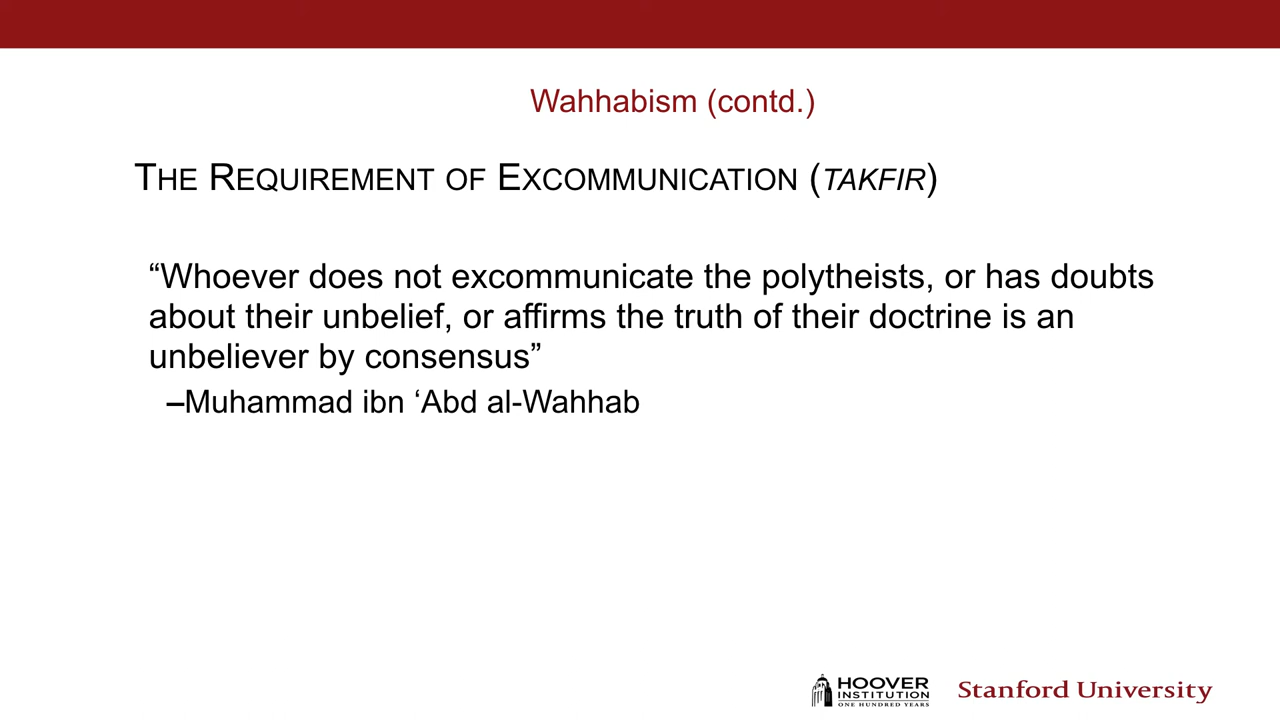 Wahhabism (contd.)
THE REQUIREMENT OF EXCOMMUNICATION (TAKFIR)
“Whoever does not excommunicate the polytheists, or has doubts
about their unbelief, or affirms the truth of their doctrine is an
unbeliever by consensus”
–Muhammad ibn ‘Abd al-Wahhab
HOOVER
INSTITUTION
ONE HUNDRED YEARS
Stanford University